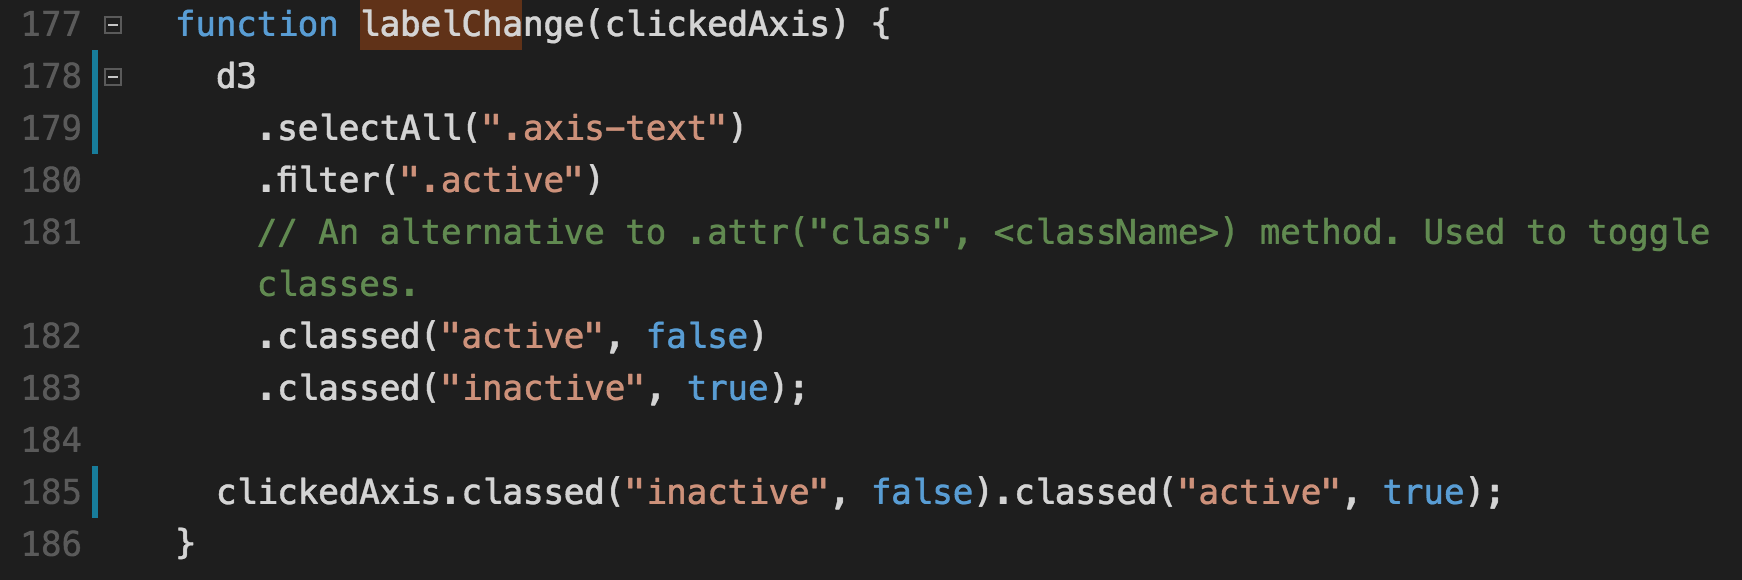 177 function labelChange(clickedAxis) {
178 d3
179 .selectAll(".axis-text")
180 .filter(".active")
181 // An alternative to .attr("class", <className>) method. Used to toggle
classes.
182 .classed("active", false)
183 .classed("inactive", true);
184
185 clickedAxis.classed("inactive", false).classed("active", true);
186 }